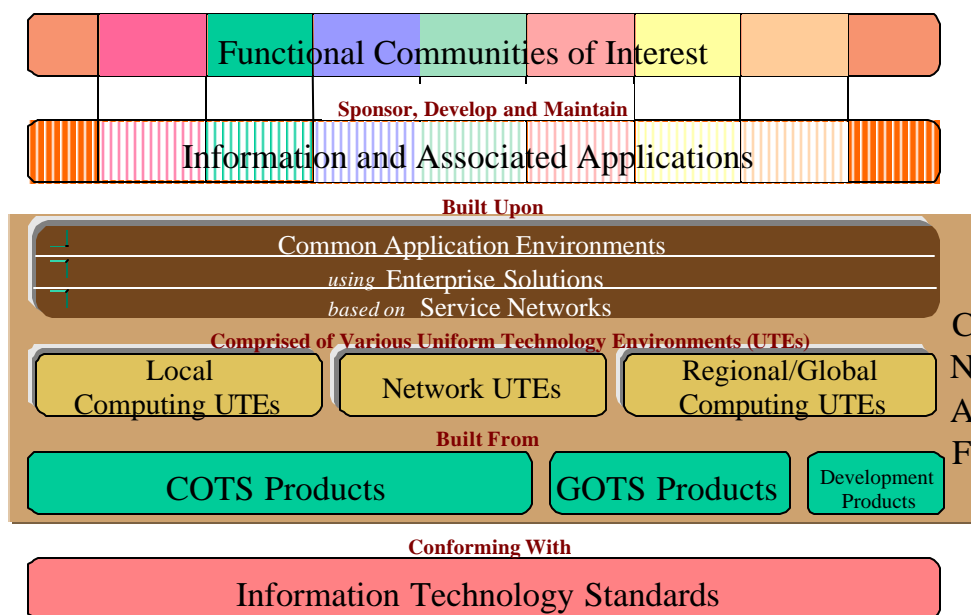 Functional Communities of Interest
Sponsor, Develop and Maintain
Information and Associated Applications
Built Upon
Common Application Environments
using Enterprise Solutions
based on Service Networks
Comprised of Various Uniform Technology Environments (UTEs)
Local
Computing UTEs
Network UTEs
Regional/Global
Computing UTEs
Built From
COTS Products
GOTS Products
Development
Products
C
N
A
F
Conforming With
Information Technology Standards